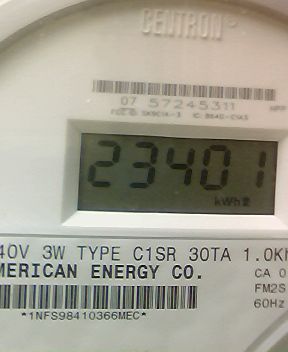 CENTRON
07 57245311
23401
kWh
40V 3W TYPE C1SR 30TA 1.0K
MERICAN ENERGY CO.
CA 0
FM2S
60Hz
*1NFS98410366MEC*